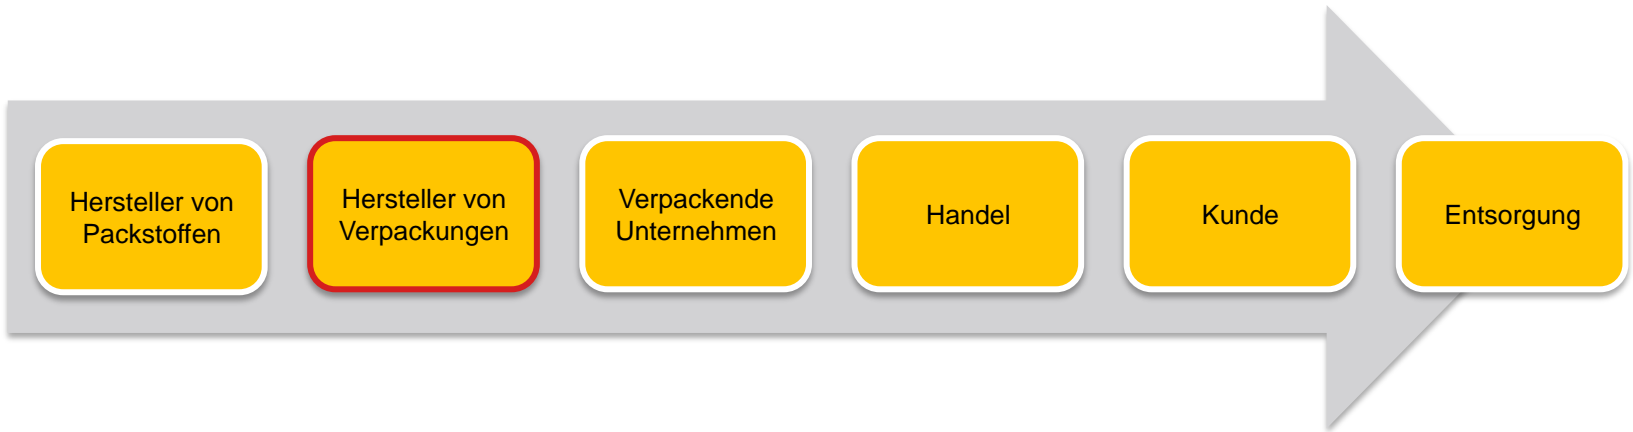 Hersteller von
Packstoffen
Hersteller von
Verpackungen
Verpackende
Unternehmen
Handel
Kunde
Entsorgung